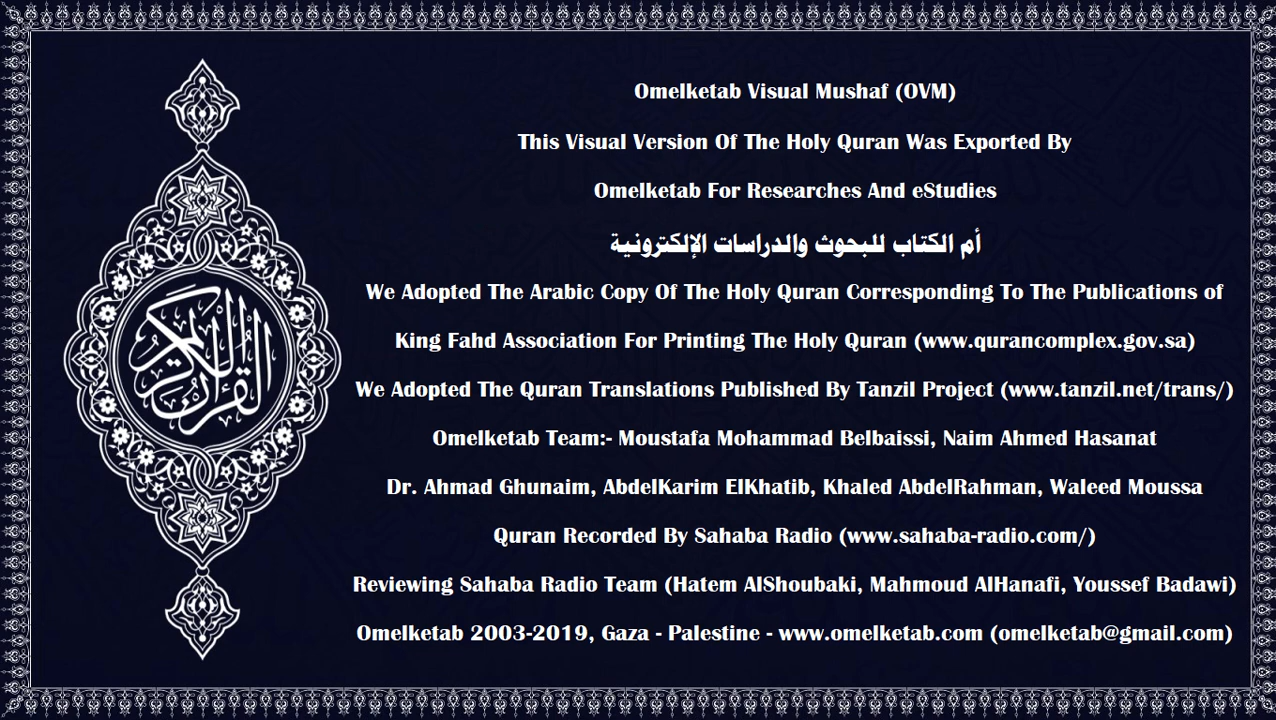 القرآن الكريم
Omelketab Visual Mushaf (OVM)
This Visual Version Of The Holy Quran Was Exported By
Omelketab For Researches And eStudies
أم الكتاب للبحوث والدراسات الإلكترونية
We Adopted The Arabic Copy Of The Holy Quran Corresponding To The Publications of
King Fahd Association For Printing The Holy Quran (www.qurancomplex.gov.sa)
We Adopted The Quran Translations Published By Tanzil Project (www.tanzil.net/trans/)
Omelketab Team:- Moustafa Mohammad Belbaissi, Naim Ahmed Hasanat
Dr. Ahmad Ghunaim, AbdelKarim ElKhatib, Khaled AbdelRahman, Waleed Moussa
Quran Recorded By Sahaba Radio (www.sahaba-radio.com/)
Reviewing Sahaba Radio Team (Hatem AlShoubaki, Mahmoud AlHanafi, Youssef Badawi)
Omelketab 2003-2019, Gaza - Palestine - www.omelketab.com (omelketab@gmail.com)